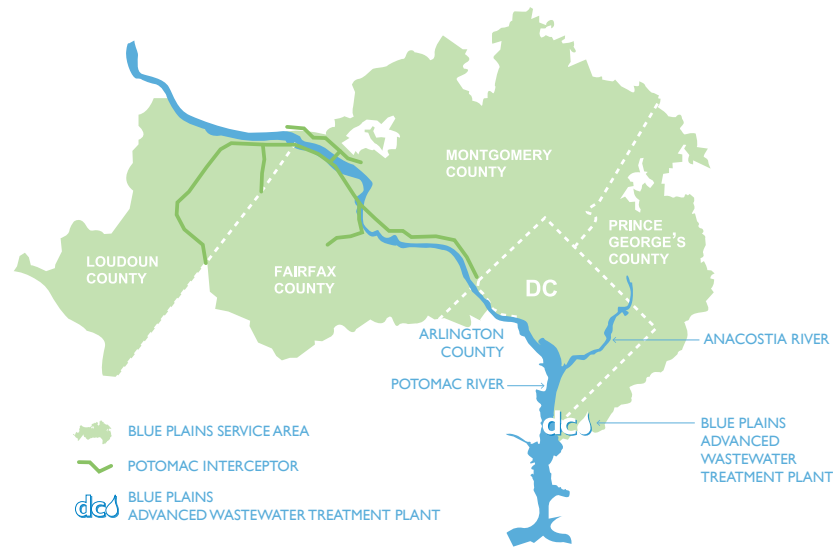 MONTGOMERY
COUNTY
PRINCE
GEORGE'S
COUNTY
LOUDOUN
COUNTY
FAIRFAX
COUNTY
DC
ARLINGTON
COUNTY
ANACOSTIA RIVER
POTOMAC RIVER
dc
BLUE PLAINS
ADVANCED
WASTEWATER
TREATMENT PLANT
BLUE PLAINS SERVICE AREA
POTOMAC INTERCEPTOR
dc
BLUE PLAINS
ADVANCED WASTEWATER TREATMENT PLANT